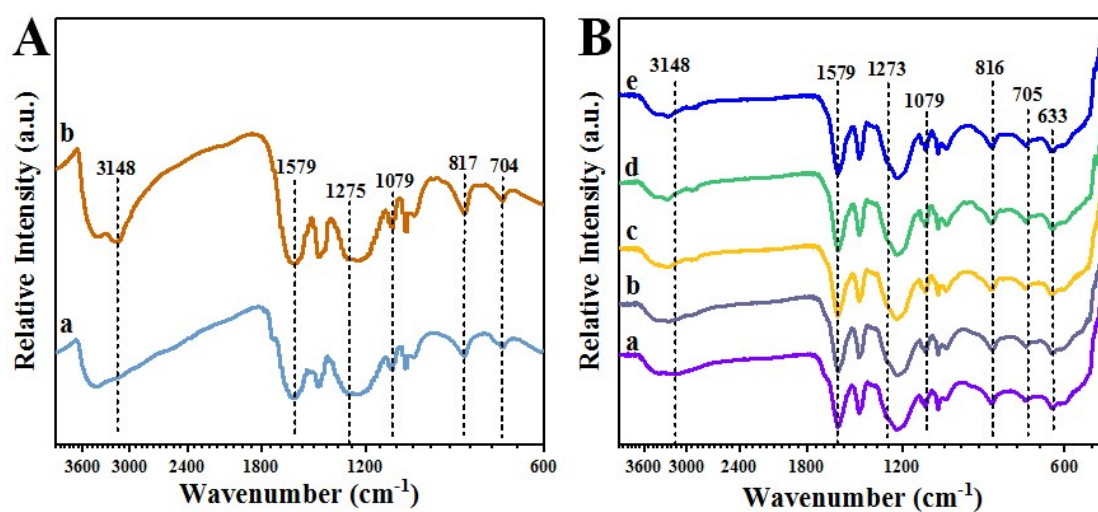 A
Relative Intensity (a.u.)
b
3148
1579
1275
1079
817
704
a
3600
3000
2400
1800
1200
600
Wavenumber (cm-1)
B
Relative Intensity (a.u.)
e
3148
1579
1273
1079
816
705
633
d
c
b
a
3600
3000
2400
1800
1200
600
Wavenumber (cm-1)